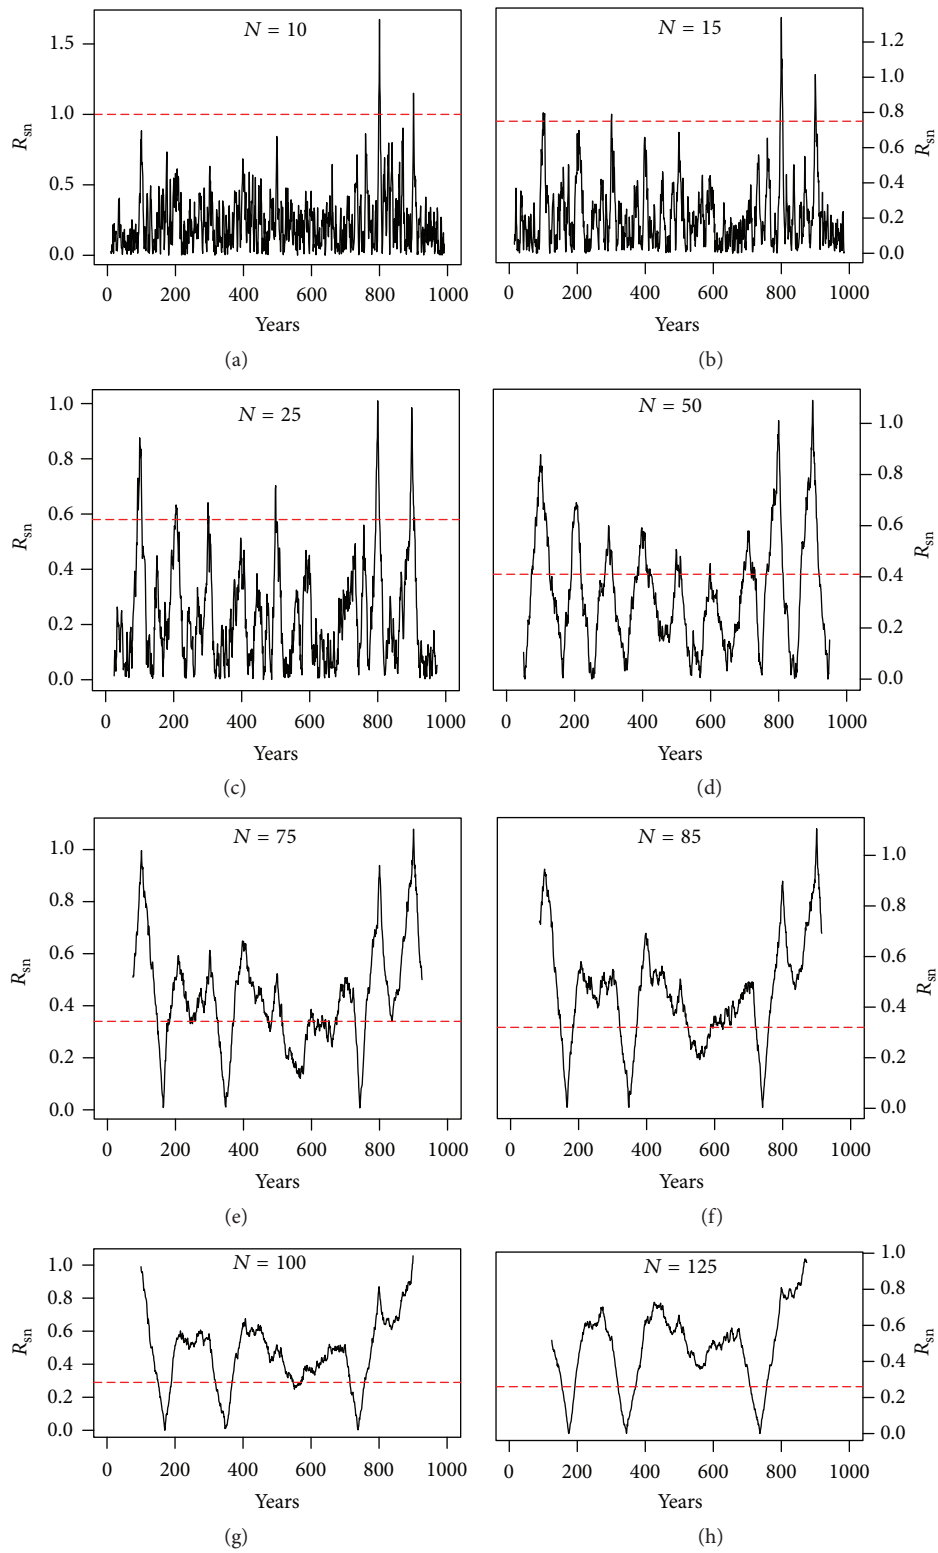 N = 10
1.5
1.0
0.5
0.0
R_sn
0 200 400 600 800 1000
Years
(a)
N = 15
1.2
1.0
0.8
0.6
0.4
0.2
0.0
R_sn
0 200 400 600 800 1000
Years
(b)
N = 25
1.0
0.8
0.6
0.4
0.2
0.0
R_sn
0 200 400 600 800 1000
Years
(c)
N = 50
1.0
0.8
0.6
0.4
0.2
0.0
R_sn
0 200 400 600 800 1000
Years
(d)
N = 75
1.0
0.8
0.6
0.4
0.2
0.0
R_sn
0 200 400 600 800 1000
Years
(e)
N = 85
1.0
0.8
0.6
0.4
0.2
0.0
R_sn
0 200 400 600 800 1000
Years
(f)
N = 100
1.0
0.8
0.6
0.4
0.2
0.0
R_sn
0 200 400 600 800 1000
Years
(g)
N = 125
1.0
0.8
0.6
0.4
0.2
0.0
R_sn
0 200 400 600 800 1000
Years
(h)